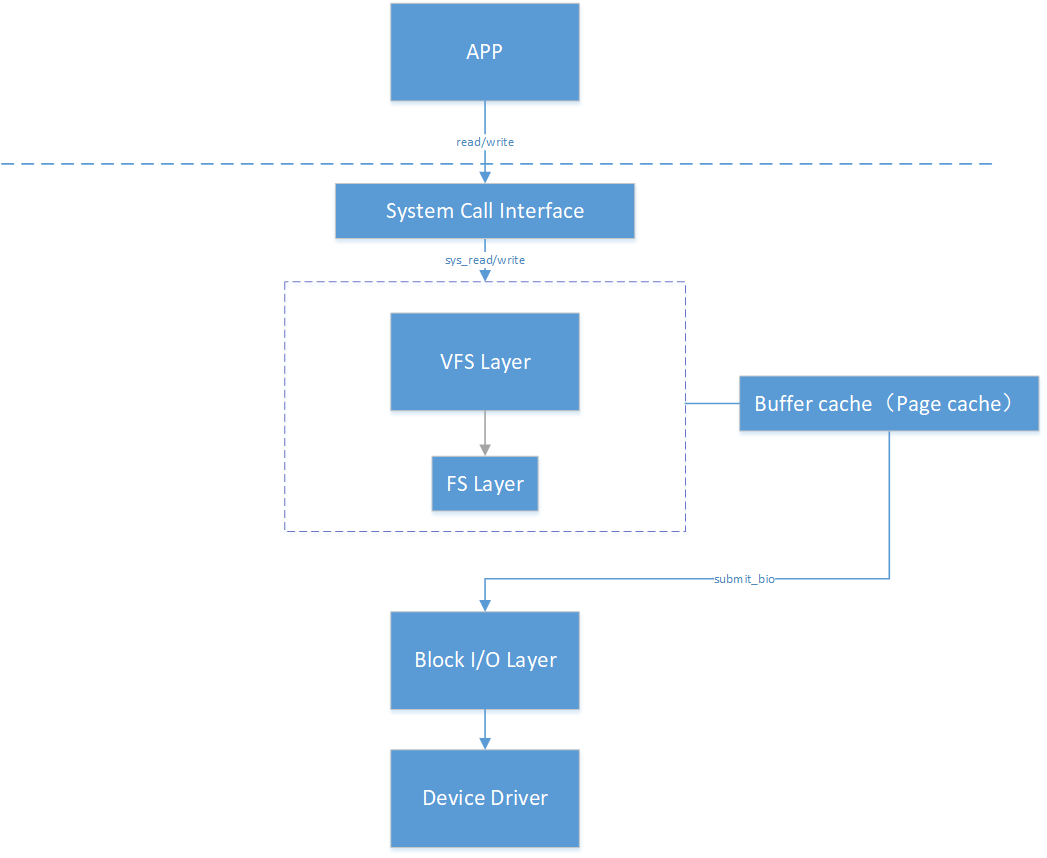 APP
read/write
System Call Interface
sys_read/write
VFS Layer
Buffer cache（Page cache）
FS Layer
submit_bio
Block I/O Layer
Device Driver